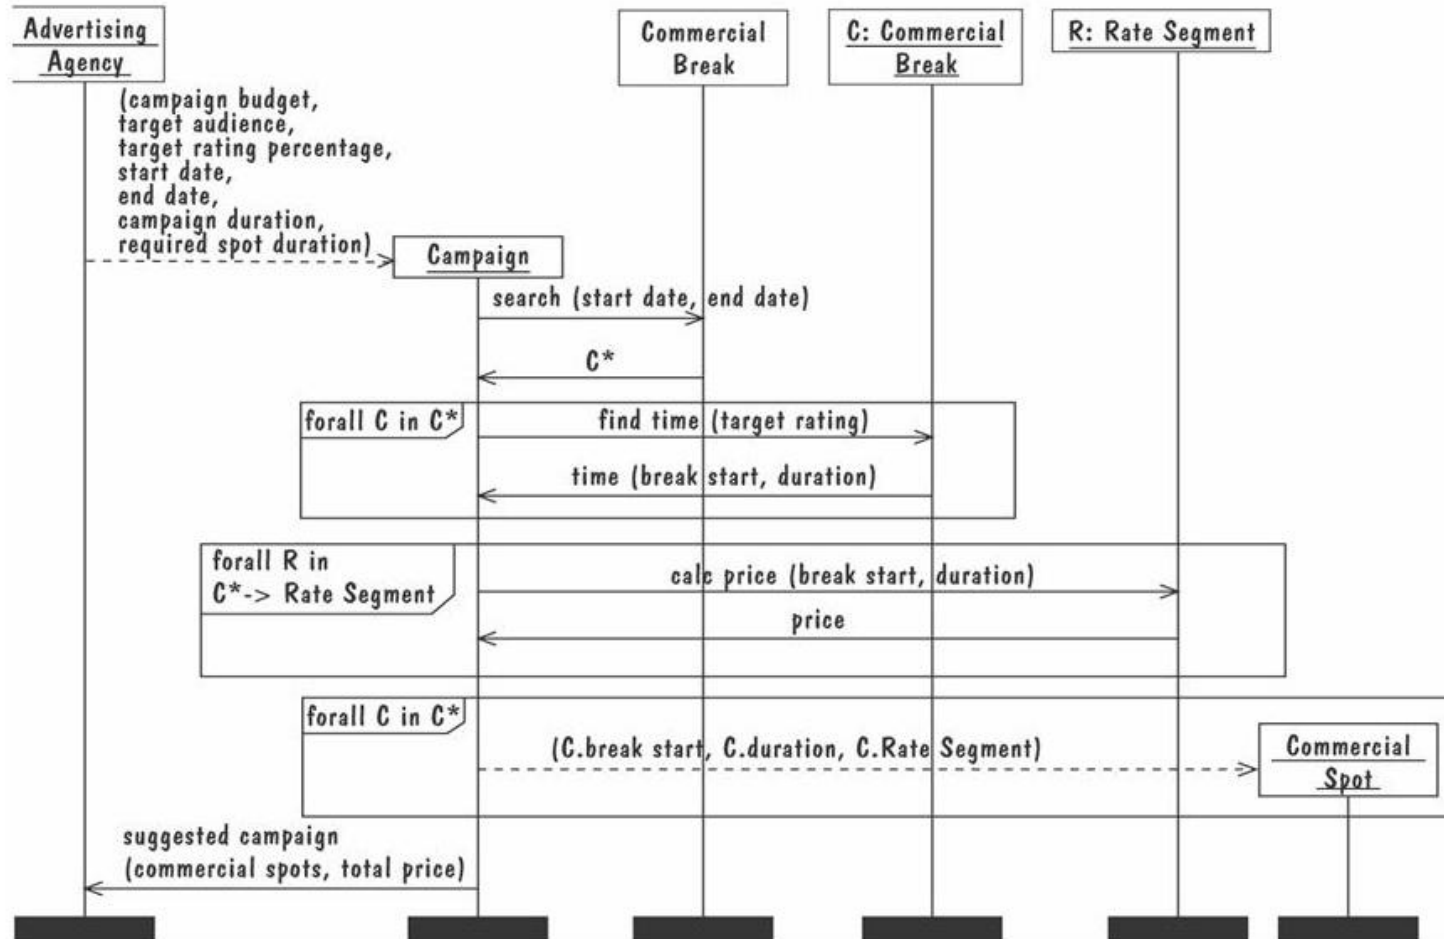 Advertising
Agency
Commercial
Break
C: Commercial
Break
R: Rate Segment
(campaign budget,
target audience,
target rating percentage,
start date,
end date,
campaign duration,
required spot duration)
Campaign
search (start date, end date)
C*
forall C in C*
find time (target rating)
time (break start, duration)
forall R in
C*-> Rate Segment
calc price (break start, duration)
price
forall C in C*
(C.break start, C.duration, C.Rate Segment)
Commercial
Spot
suggested campaign
(commercial spots, total price)